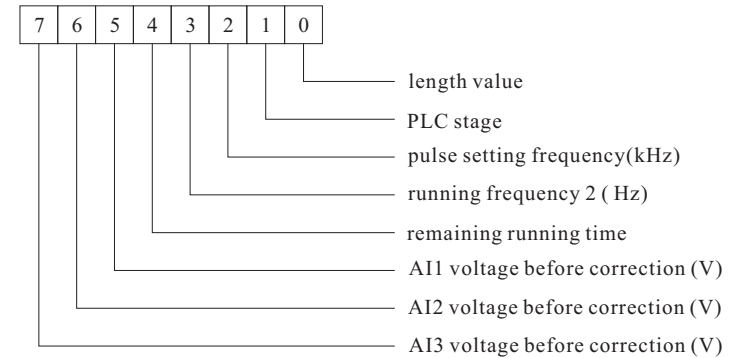 7 6 5 4 3 2 1 0
length value
PLC stage
pulse setting frequency(kHz)
running frequency 2 ( Hz)
remaining running time
AI1 voltage before correction (V)
AI2 voltage before correction (V)
AI3 voltage before correction (V)